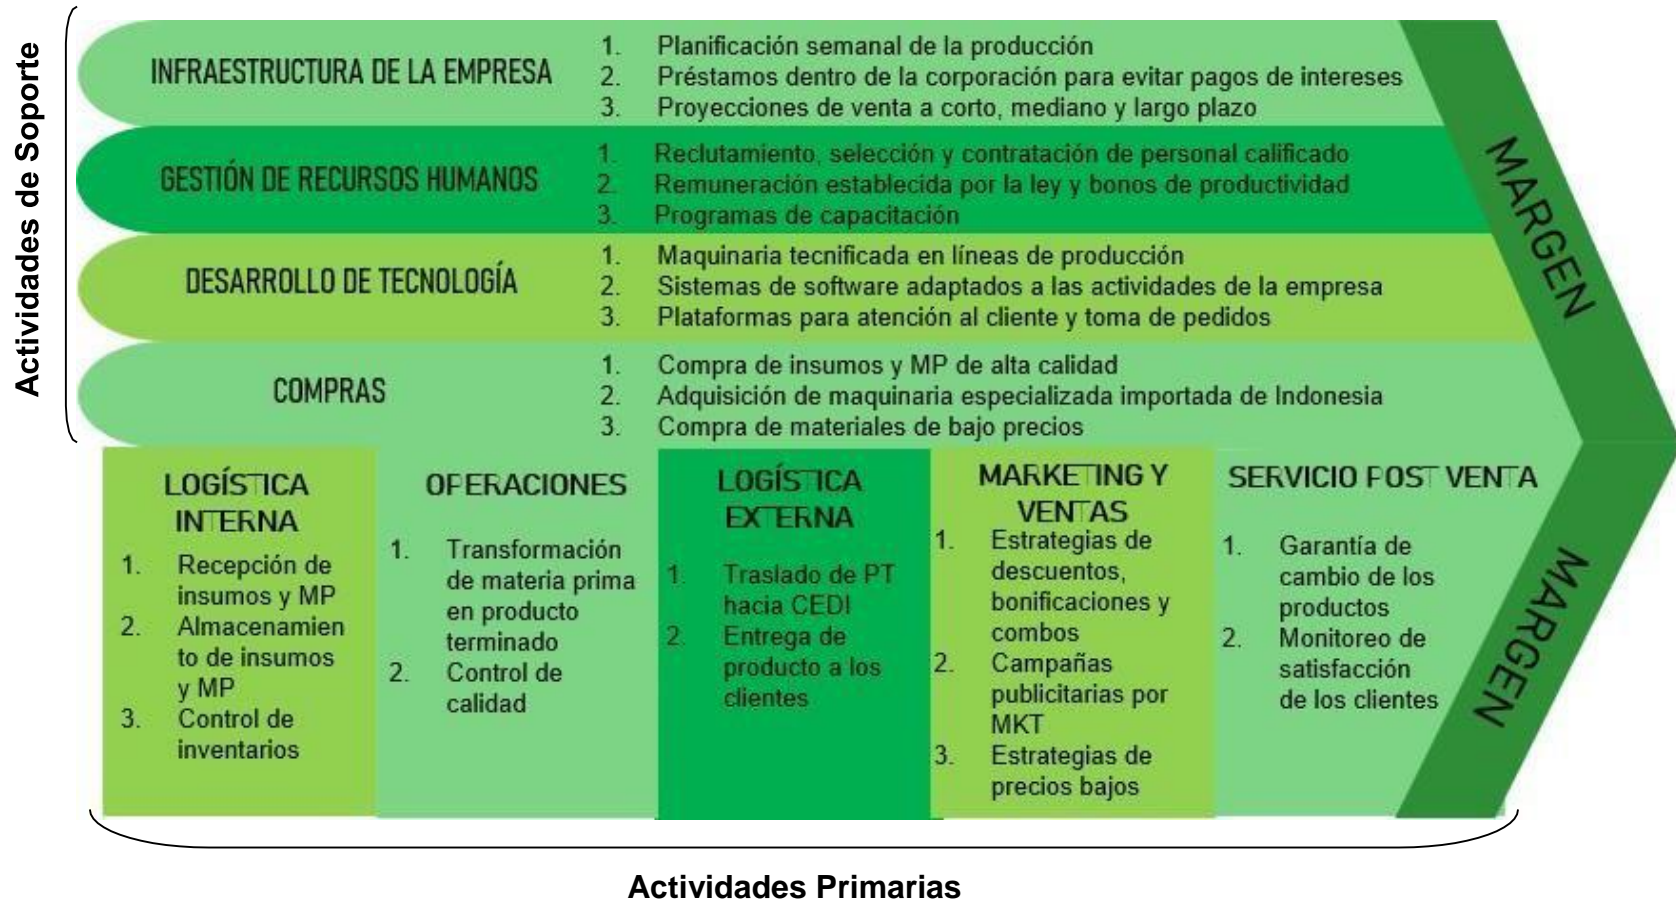 Actividades de Soporte
INFRAESTRUCTURA DE LA EMPRESA
1. Planificación semanal de la producción
2. Préstamos dentro de la corporación para evitar pagos de intereses
3. Proyecciones de venta a corto, mediano y largo plazo
GESTIÓN DE RECURSOS HUMANOS
1. Reclutamiento, selección y contratación de personal calificado
2. Remuneración establecida por la ley y bonos de productividad
3. Programas de capacitación
DESARROLLO DE TECNOLOGÍA
1. Maquinaria tecnificada en líneas de producción
2. Sistemas de software adaptados a las actividades de la empresa
3. Plataformas para atención al cliente y toma de pedidos
COMPRAS
1. Compra de insumos y MP de alta calidad
2. Adquisición de maquinaria especializada importada de Indonesia
3. Compra de materiales de bajo precios
MARGEN
LOGÍSTICA
INTERNA
1. Recepción de
insumos y MP
2. Almacenamien
to de insumos
y MP
3. Control de
inventarios
OPERACIONES
1. Transformación
de materia prima
en producto
terminado
2. Control de
calidad
LOGÍSTICA
EXTERNA
1. Traslado de PT
hacia CEDI
2. Entrega de
producto a los
clientes
MARKETING Y
VENTAS
1. Estrategias de
descuentos,
bonificaciones y
combos
2. Campañas
publicitarias por
MKT
3. Estrategias de
precios bajos
SERVICIO POST VENTA
1. Garantía de
cambio de los
productos
2. Monitoreo de
satisfacción
de los clientes
MARGEN
Actividades Primarias